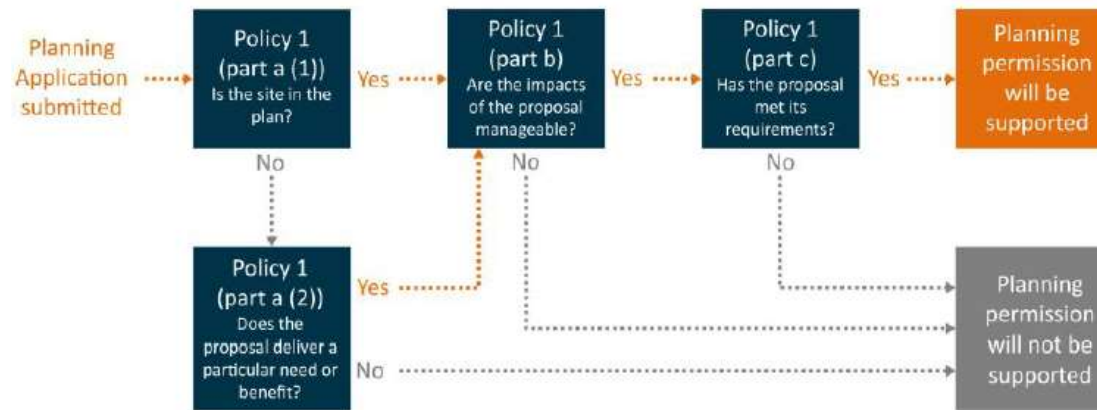 Planning
Application
submitted
Policy 1
(part a (1))
Is the site in the
plan?
Yes
No
Policy 1
(part b)
Are the impacts
of the proposal
manageable?
Yes
No
Policy 1
(part c)
Has the proposal
met its
requirements?
Yes
No
Planning
permission
will be
supported
Policy 1
(part a (2))
Does the
proposal deliver a
particular need or
benefit?
Yes
No
Planning
permission
will not be
supported